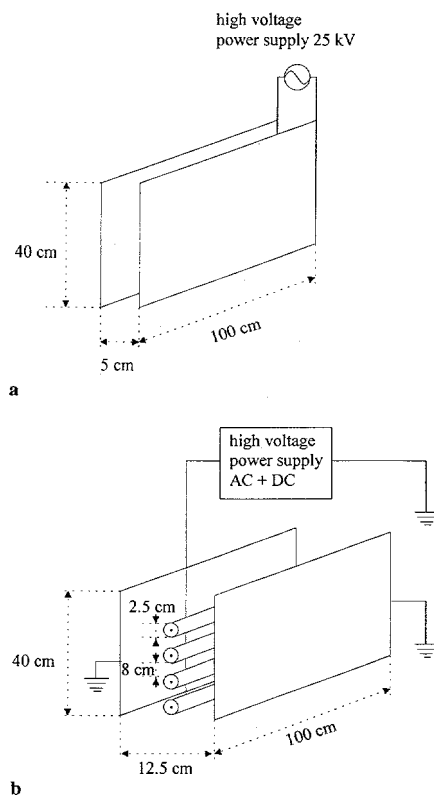 high voltage
power supply 25 kV
40 cm
100 cm
5 cm
a
high voltage
power supply
AC + DC
2.5 cm
40 cm
8 cm
100 cm
12.5 cm
b